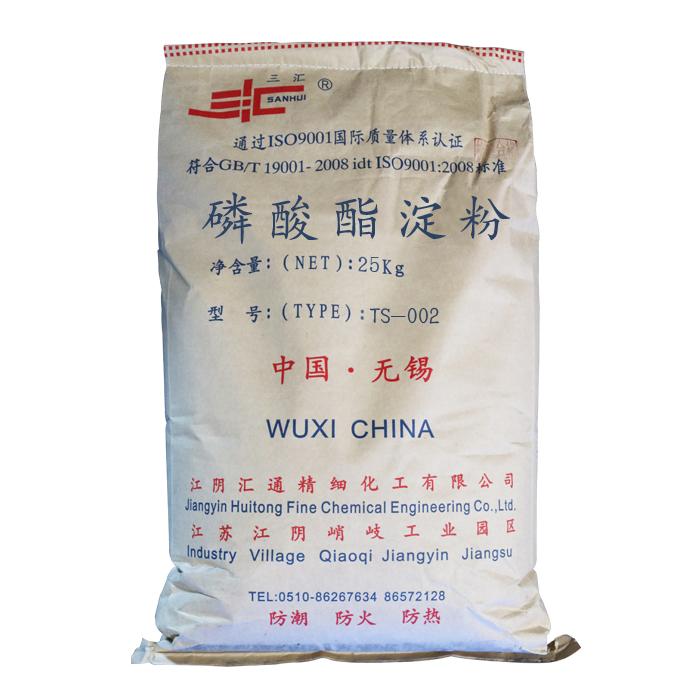 三汇
SANHUI ®
通过ISO9001国际质量体系认证
符合GB/T 19001-2008 idt ISO9001:2008标准
磷酸酯淀粉
净含量:(NET):25Kg
型 号:(TYPE):TS-002
中国·无锡
WUXI CHINA
江阴汇通精细化工有限公司
Jiangyin Huitong Fine Chemical Engineering Co.,Ltd.
江苏江阴峭岐工业园区
Industry Village Qiaoqi Jiangyin Jiangsu
TEL:0510-86267634 86572128
防潮 防火 防热